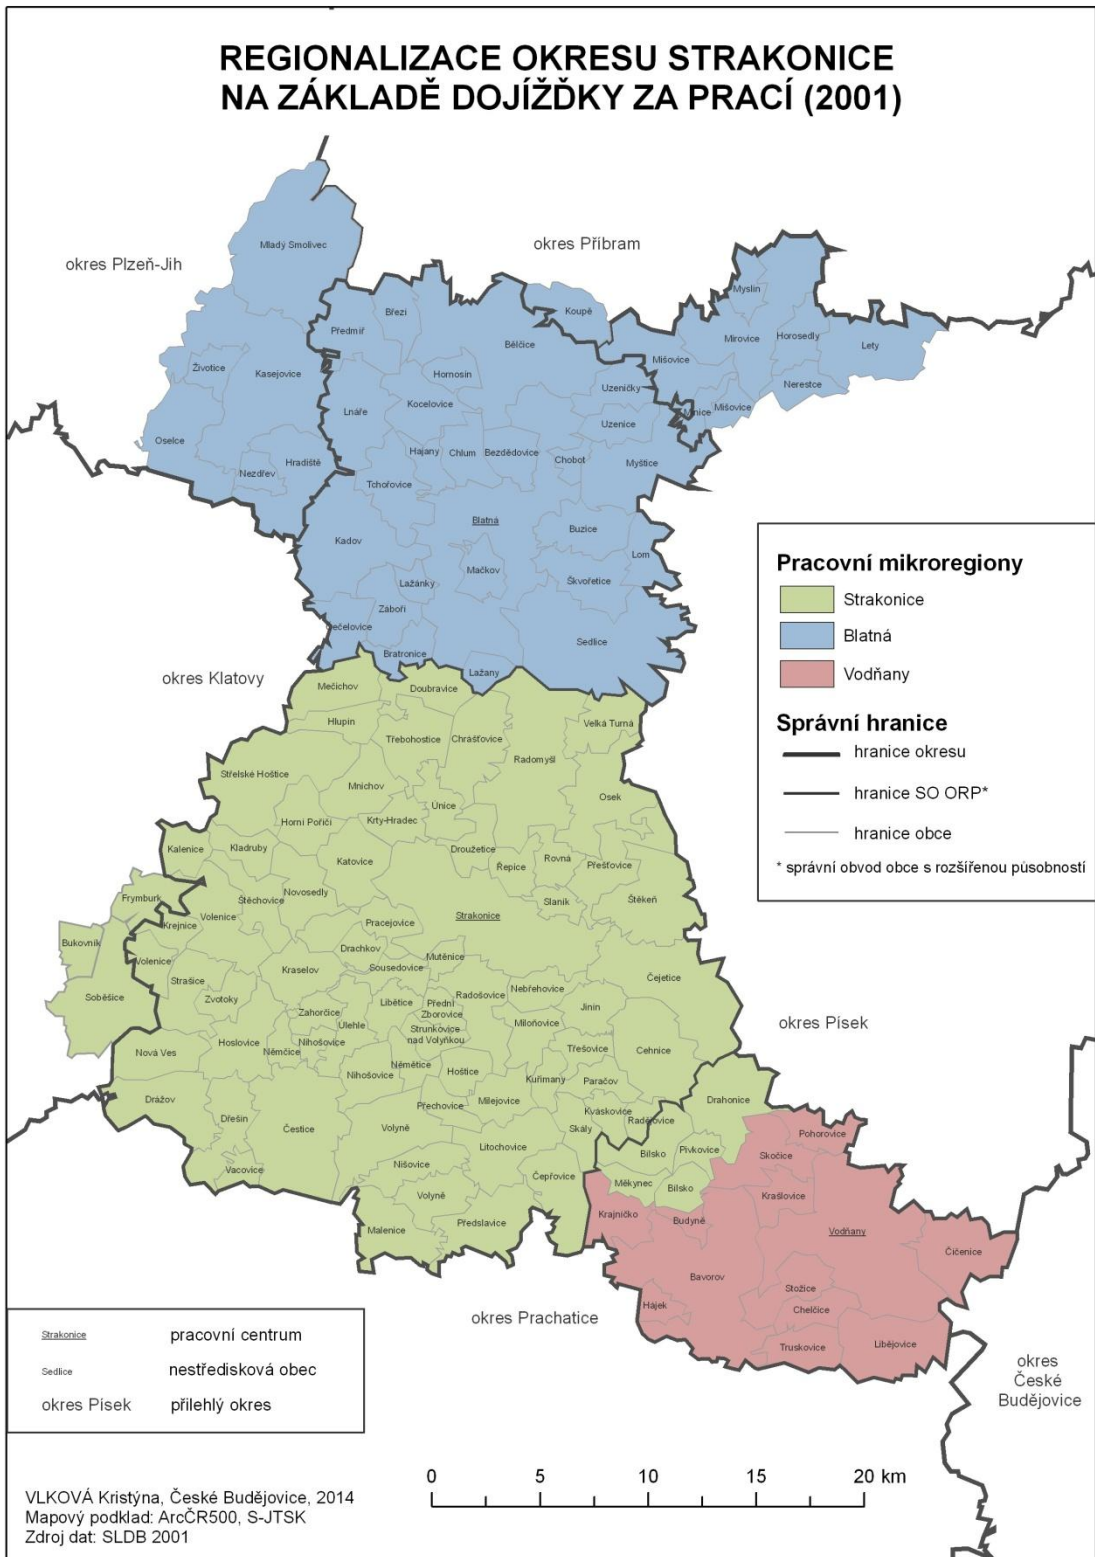 REGIONALIZACE OKRESU STRAKONICE
NA ZÁKLADĚ DOJÍŽĎKY ZA PRACÍ (2001)
okres Příbram
Mladý Smolivec
okres Plzeň-Jih
Myslín
Březí
Koupě
Předmíř
Bělčice
Mirovice
Horosedly
Lety
Mišovice
Životice
Kasejovice
Hornosín
Uzeničky
Nerestce
Lnáře
Kocelovice
Minice
Mišovice
Uzenice
Oselce
Hajany
Chlum
Bezdědovice
Chobot
Myštice
Hradiště
Nezdřev
Tchořovice
Blatná
Buzice
Kadov
Lom
Mačkov
Lažánky
Škvořetice
Záboří
Čečelovice
Sedlice
Bratronice
Lažany
okres Klatovy
Pracovní mikroregiony
Strakonice
Blatná
Vodňany
Správní hranice
hranice okresu
hranice SO ORP*
hranice obce
* správní obvod obce s rozšířenou působností
Mečichov
Doubravice
Hlupín
Velká Turná
Třebohostice
Chrášťovice
Radomyšl
Střelské Hoštice
Mnichov
Osek
Únice
Horní Poříčí
Krty-Hradec
Kalenice
Kladruby
Droužetice
Katovice
Řepice
Rovná
Přešťovice
Frymburk
Štěchovice
Novosedly
Slaník
Štěkeň
Volenice
Strakonice
Krejnice
Pracejovice
Bukovník
Drachkov
Mutěnice
Volenice
Sousedovice
Strašice
Kraselov
Čejetice
Soběšice
Zvotoky
Nebřehovice
Libětice
Přední
Zborovice
Radošovice
Jinín
Zahorčice
Úlehle
Miloňovice
Strunkovice
nad Volyňkou
okres Písek
Nová Ves
Hoslovice
Němčice
Nihošovice
Třešovice
Cehnice
Němětice
Hoštice
Nihošovice
Kuřimany
Paračov
Drážov
Přechovice
Milejovice
Drahonice
Dřešín
Čestice
Volyně
Kváskovice
Radějovice
Skály
Pohorovice
Litochovice
Bílsko
Pivkovice
Skočice
Vacovice
Nišovice
Čepřovice
Měkynec
Bílsko
Volyně
Krašlovice
Malenice
Předslavice
Krajníčko
Budyně
Vodňany
Čičenice
Bavorov
Stožice
Hájek
Chelčice
okres Prachatice
Truskovice
Libějovice
Strakonice pracovní centrum
Sedlice nestředisková obec
okres Písek přilehlý okres
okres
České
Budějovice
0 5 10 15 20 km
VLKOVÁ Kristýna, České Budějovice, 2014
Mapový podklad: ArcČR500, S-JTSK
Zdroj dat: SLDB 2001